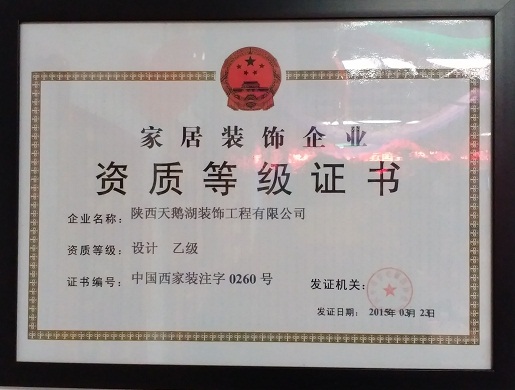 家居装饰企业
资质等级证书
企业名称：陕西天鹅湖装饰工程有限公司
资质等级：设计 乙级
证书编号：中国西家装注字 0260 号
发证机关：
发证日期：2015年 03月 23日